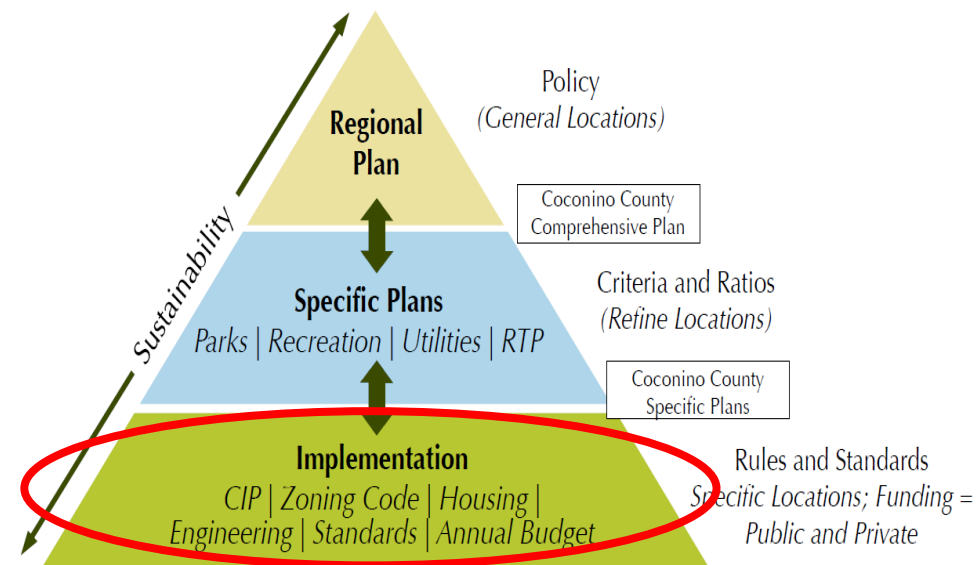 Sustainability
Regional
Plan
Policy
(General Locations)
Coconino County
Comprehensive Plan
Specific Plans
Parks | Recreation | Utilities | RTP
Criteria and Ratios
(Refine Locations)
Coconino County
Specific Plans
Implementation
CIP | Zoning Code | Housing |
Engineering | Standards | Annual Budget
Rules and Standards
Specific Locations; Funding =
Public and Private